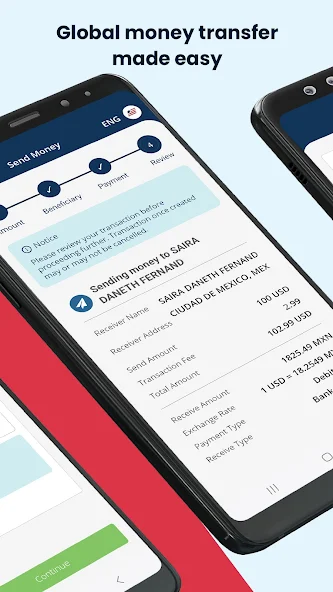 Global money transfer
made easy
ENG
Send Money
Amount
Beneficiary
Payment
4
Review
Notice
Please review your transaction before
proceeding further. Transaction once created
may or may not be cancelled.
Sending money to SAIRA
DANETH FERNAND
Receiver Name SAIRA DANETH FERNAND
Receiver Address CIUDAD DE MEXICO, MEX
Send Amount 100 USD
Transaction Fee 2.99
Total Amount 102.99 USD
Receive Amount 1825.49 MXN
Exchange Rate 1 USD = 18.2549 MX
Payment Type Debit
Receive Type Bank
Continue